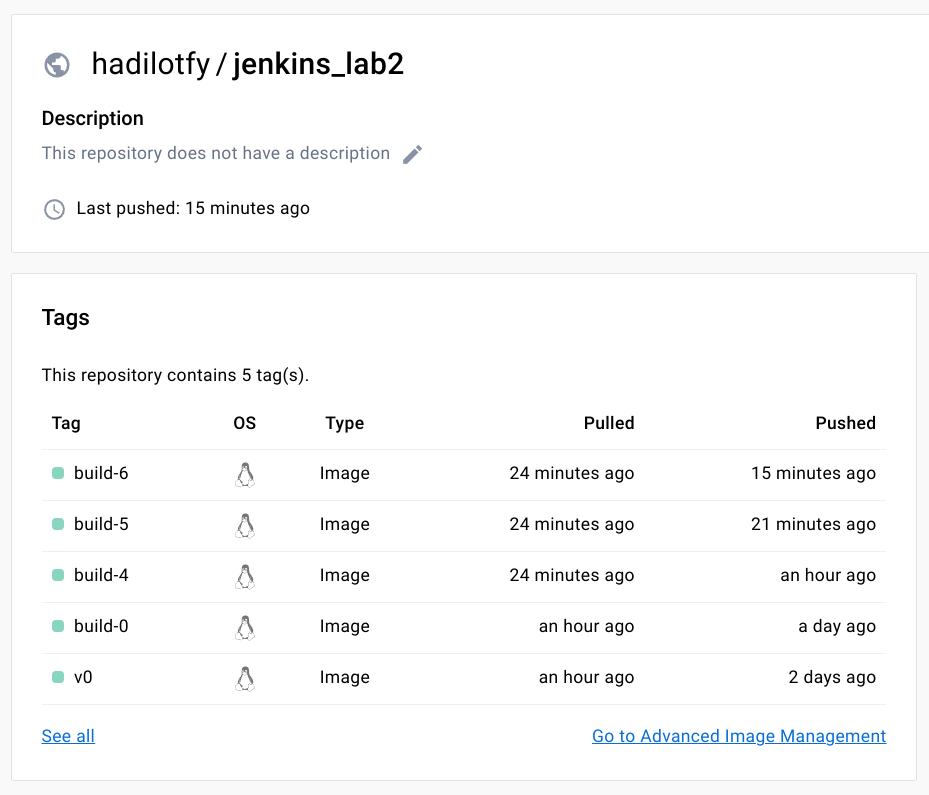 hadilotfy / jenkins_lab2
Description
This repository does not have a description
Last pushed: 15 minutes ago
Tags
This repository contains 5 tag(s).
Tag OS Type Pulled Pushed
build-6 Image 24 minutes ago 15 minutes ago
build-5 Image 24 minutes ago 21 minutes ago
build-4 Image 24 minutes ago an hour ago
build-0 Image an hour ago a day ago
v0 Image an hour ago 2 days ago
See all Go to Advanced Image Management